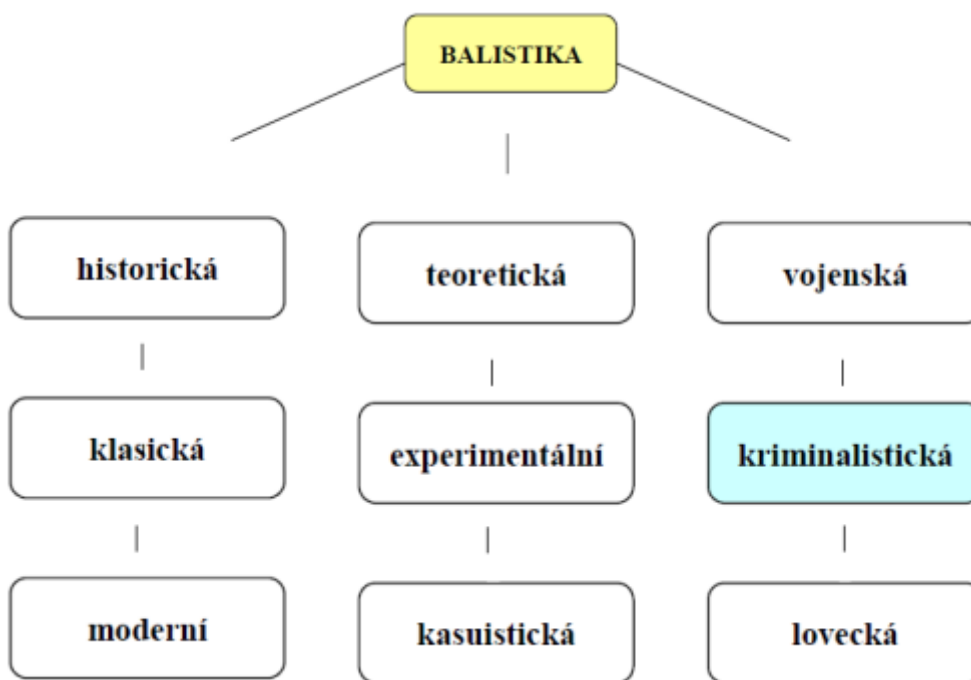 BALISTIKA
historická
teoretická
vojenská
klasická
experimentální
kriminalistická
moderní
kasuistická
lovecká